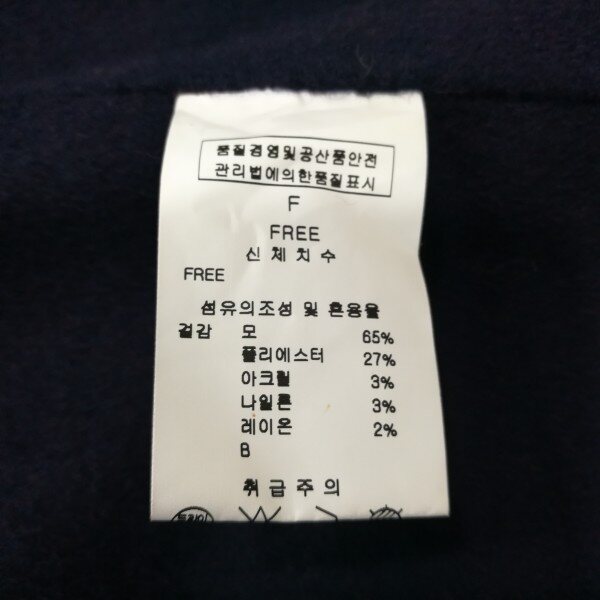 품질경영및공산품안전
관리법에의한품질표시
F
FREE
신체치수
FREE
섬유의조성 및 혼용율
겉감 모 65%
폴리에스터 27%
아크릴 3%
나일론 3%
레이온 2%
B
취급주의